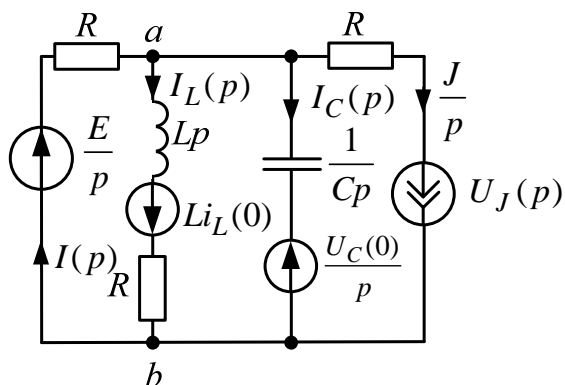 R
a
R
I_L(p)
I_C(p)
J/p
Lp
1/Cp
E/p
Li_L(0)
U_J(p)
I(p)
R
U_C(0)/p
b